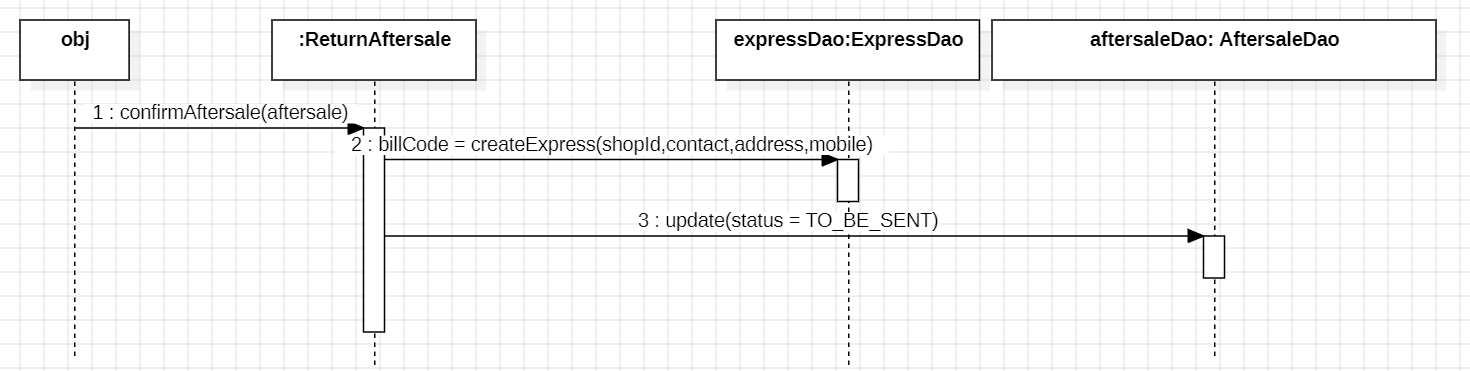 obj
:ReturnAftersale
expressDao:ExpressDao
aftersaleDao: AftersaleDao
1 : confirmAftersale(aftersale)
2 : billCode = createExpress(shopId,contact,address,mobile)
3 : update(status = TO_BE_SENT)